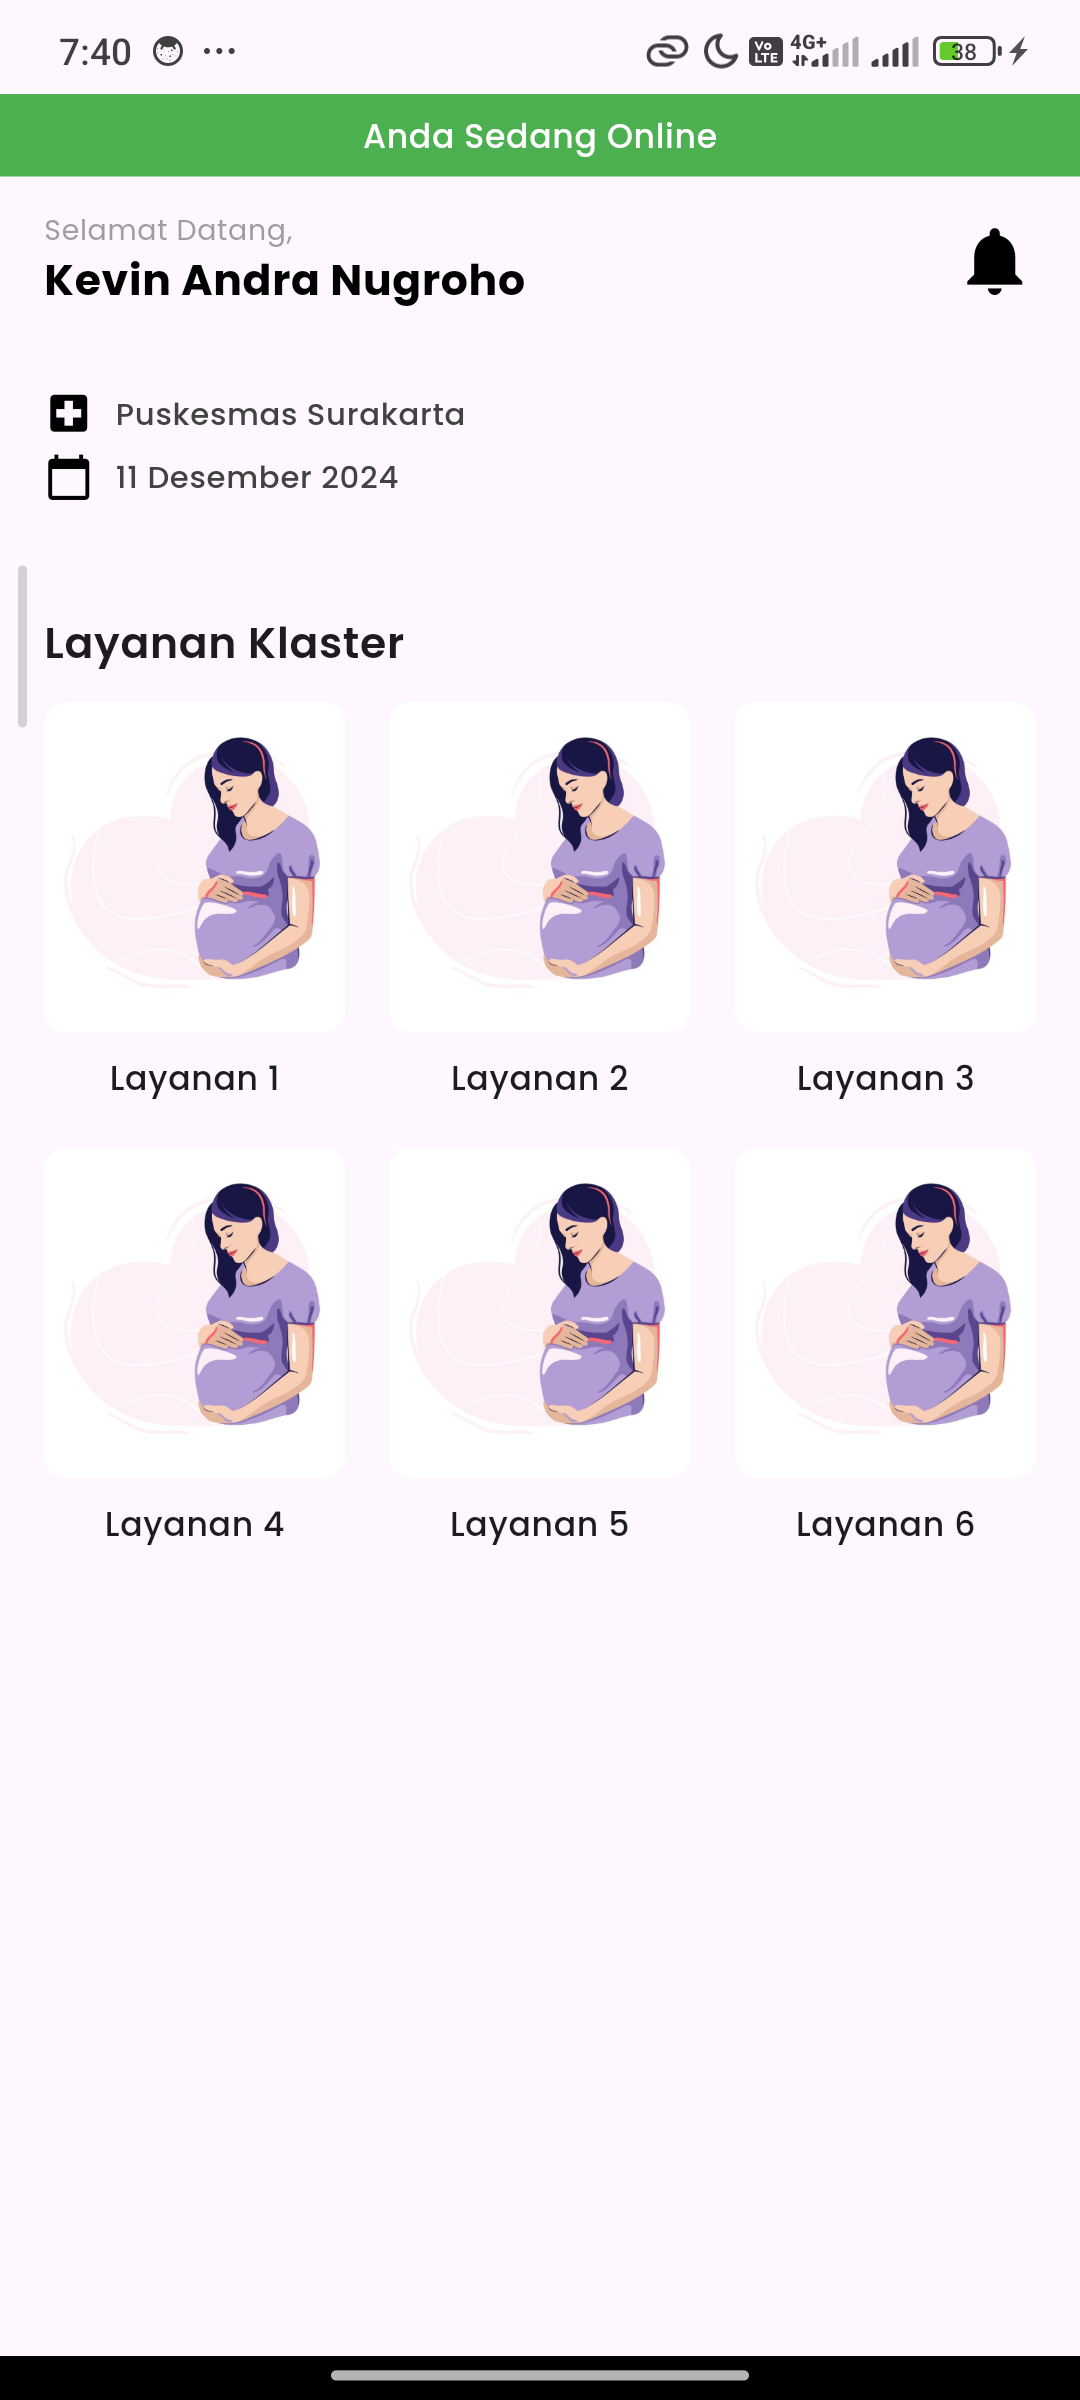 7:40
Vo LTE 4G+ 38
Anda Sedang Online
Selamat Datang,
Kevin Andra Nugroho
Puskesmas Surakarta
11 Desember 2024
Layanan Klaster
Layanan 1 Layanan 2 Layanan 3
Layanan 4 Layanan 5 Layanan 6